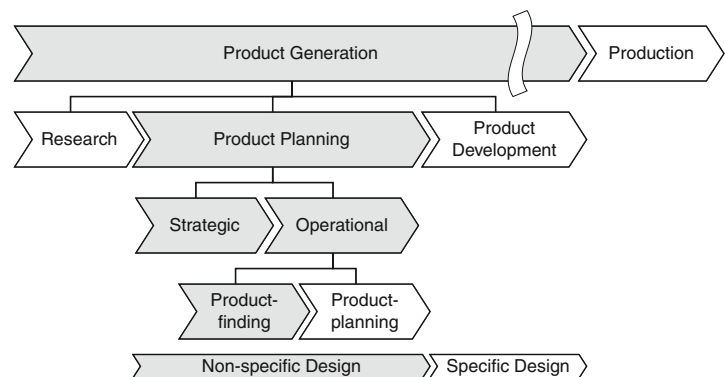 Product Generation
Production
Research
Product Planning
Product
Development
Strategic
Operational
Product-
finding
Product-
planning
Non-specific Design
Specific Design